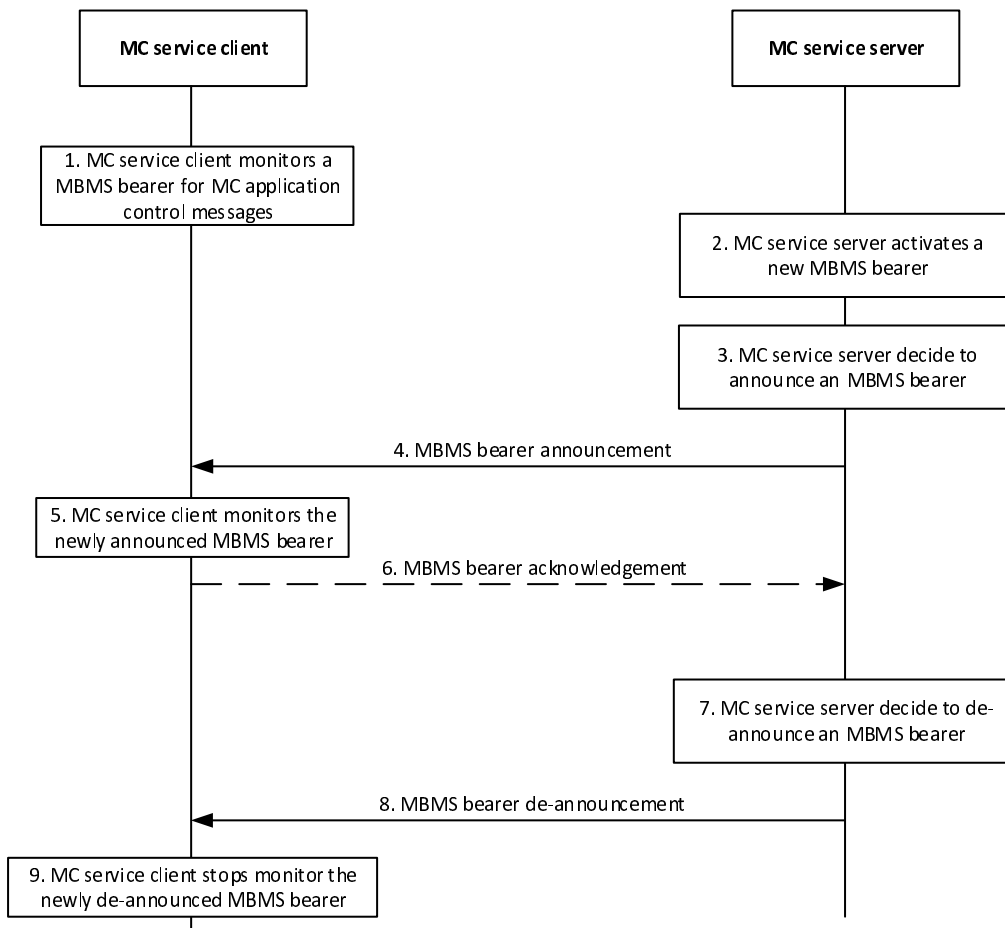 MC service client
MC service server
1. MC service client monitors a
MBMS bearer for MC application
control messages
2. MC service server activates a
new MBMS bearer
3. MC service server decide to
announce an MBMS bearer
4. MBMS bearer announcement
5. MC service client monitors the
newly announced MBMS bearer
6. MBMS bearer acknowledgement
7. MC service server decide to de-
announce an MBMS bearer
8. MBMS bearer de-announcement
9. MC service client stops monitor the
newly de-announced MBMS bearer